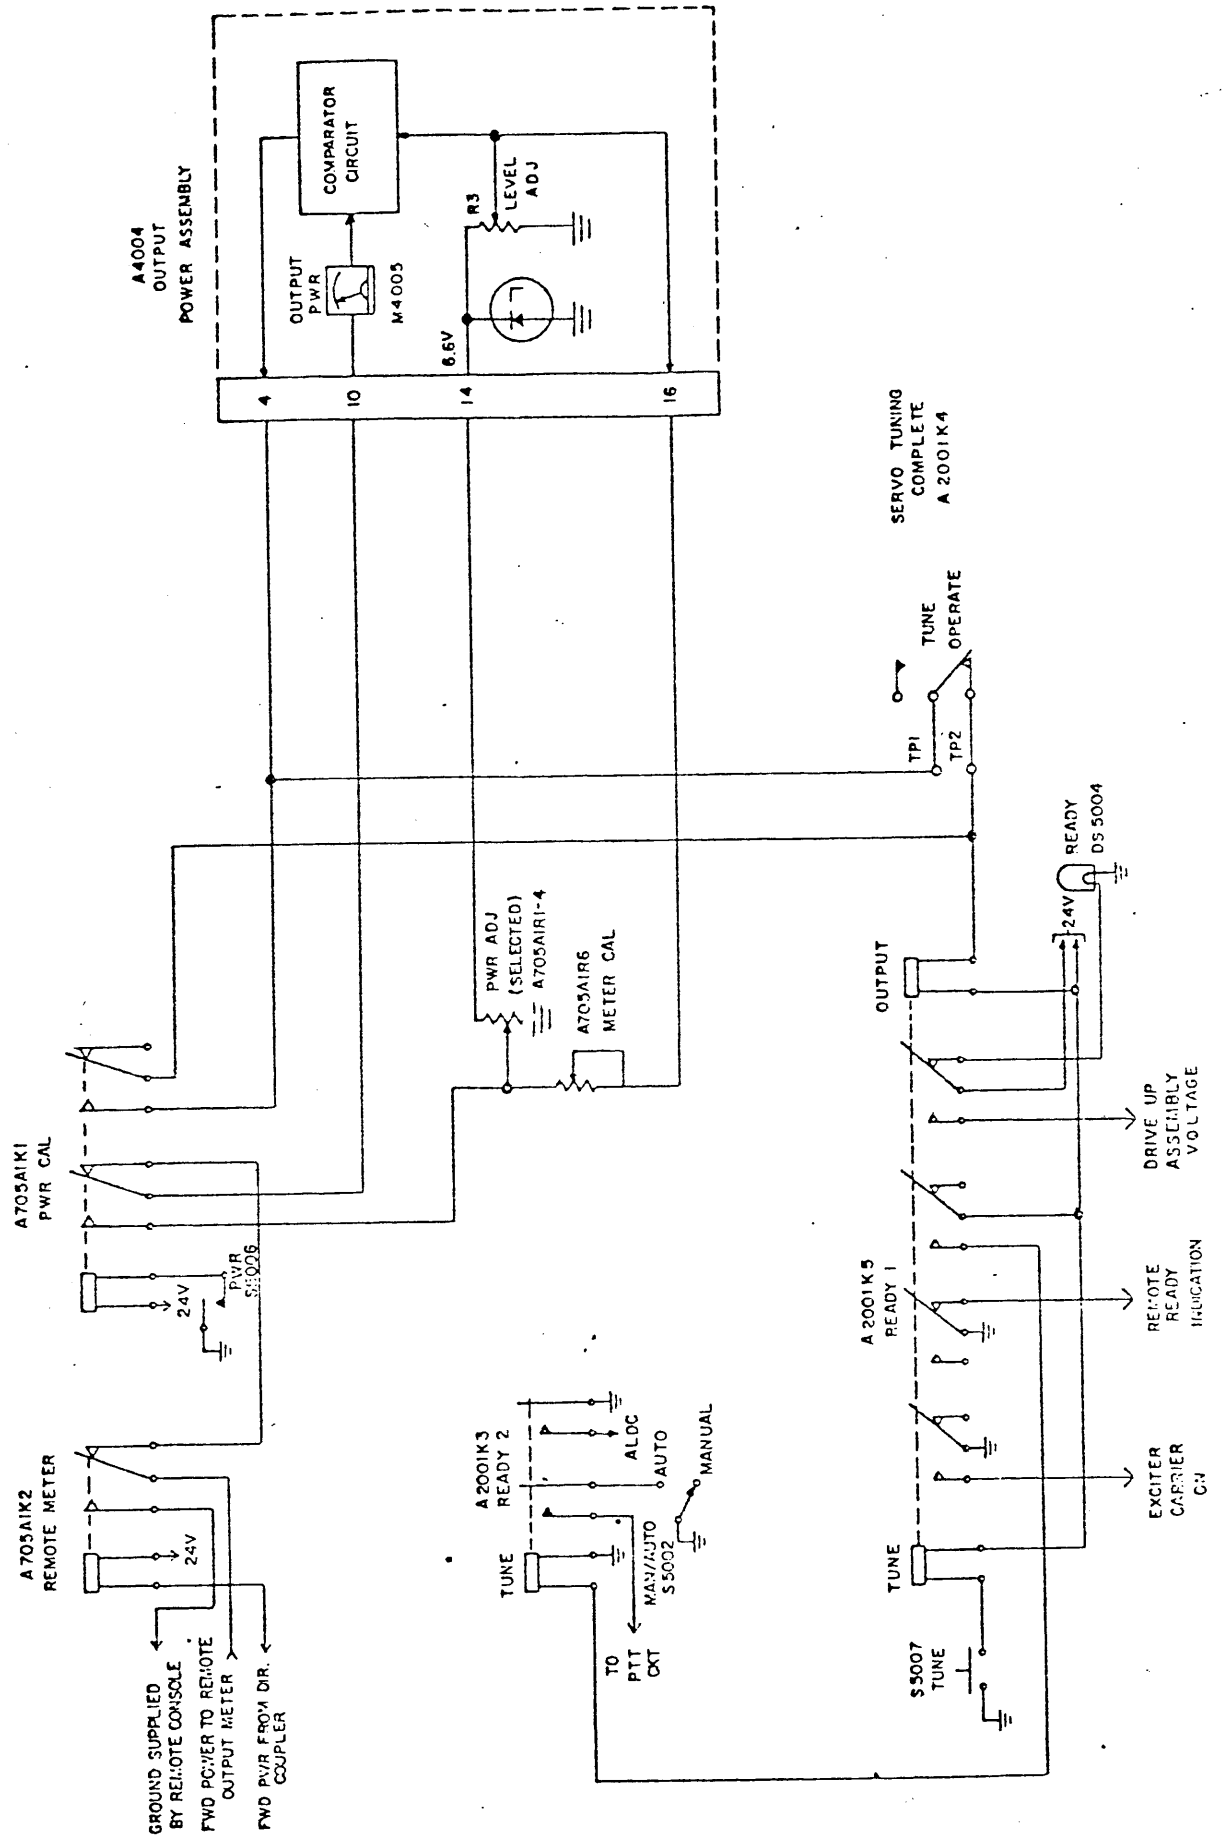 A4004
OUTPUT
POWER ASSEMBLY
COMPARATOR
CIRCUIT
OUTPUT
PWR
M4005
R3
LEVEL
ADJ
6.6V
4
10
14
16
SERVO TUNING
COMPLETE
A2001K4
TUNE
OPERATE
TP1
TP2
READY
DS5004
-24V
OUTPUT
PWR ADJ
(SELECTED)
A705A1R1-4
A705A1R6
METER CAL
A705A1K1
PWR CAL
24V
PWR
S5006
A705A1K2
REMOTE METER
24V
GROUND SUPPLIED
BY REMOTE CONSOLE
FWD POWER TO REMOTE
OUTPUT METER
FWD PWR FROM DIR.
COUPLER
A2001K3
READY 2
TUNE
ALDC
AUTO
MANUAL
MAN/AUTO
S5002
TO
PTT
CKT
A2001K5
READY 1
TUNE
S5007
TUNE
DRIVE UP
ASSEMBLY
VOLTAGE
REMOTE
READY
INDICATION
EXCITER
CARRIER
ON